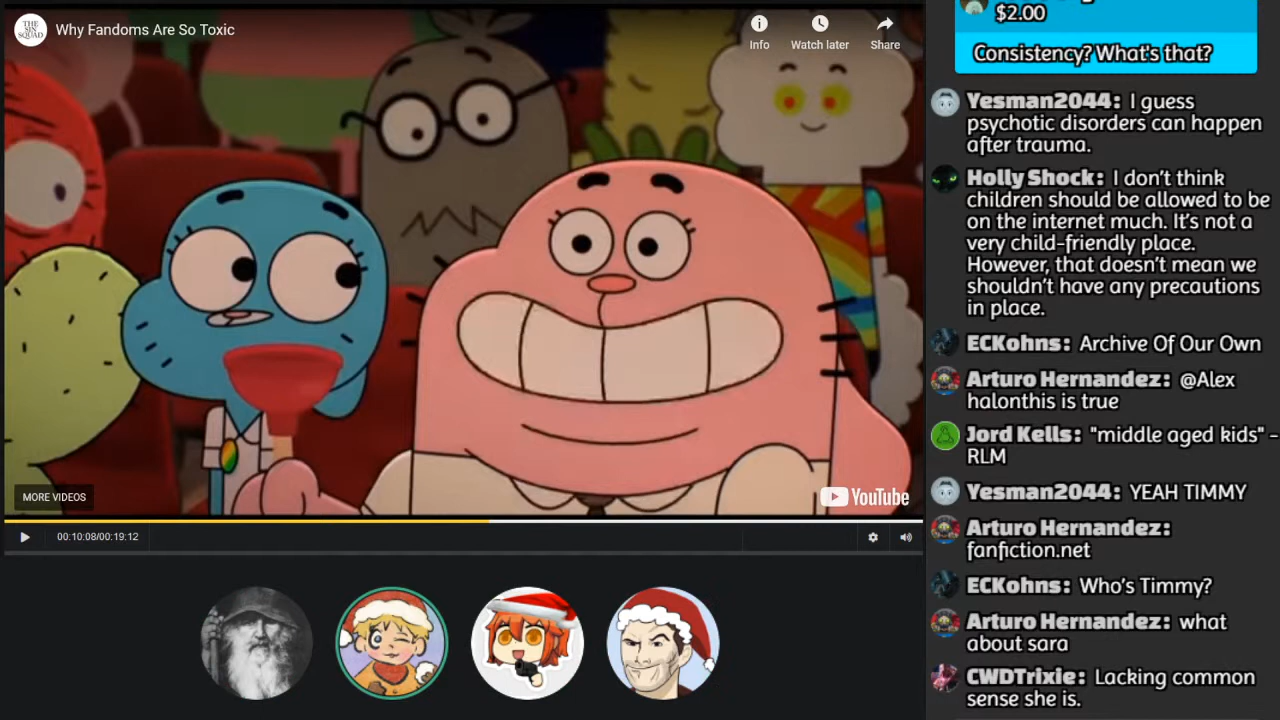 THE
SIN
SQUAD
Why Fandoms Are So Toxic
Info
Watch later
Share
MORE VIDEOS
YouTube
00:10:08/00:19:12
$2.00
Consistency? What's that?
Yesman2044: I guess
psychotic disorders can happen
after trauma.
Holly Shock: I don't think
children should be allowed to be
on the internet much. It's not a
very child-friendly place.
However, that doesn't mean we
shouldn't have any precautions
in place.
ECKohns: Archive Of Our Own
Arturo Hernandez: @Alex
halonthis is true
Jord Kells: "middle aged kids" -
RLM
Yesman2044: YEAH TIMMY
Arturo Hernandez:
fanfiction.net
ECKohns: Who's Timmy?
Arturo Hernandez: what
about sara
CWDTrixie: Lacking common
sense she is.